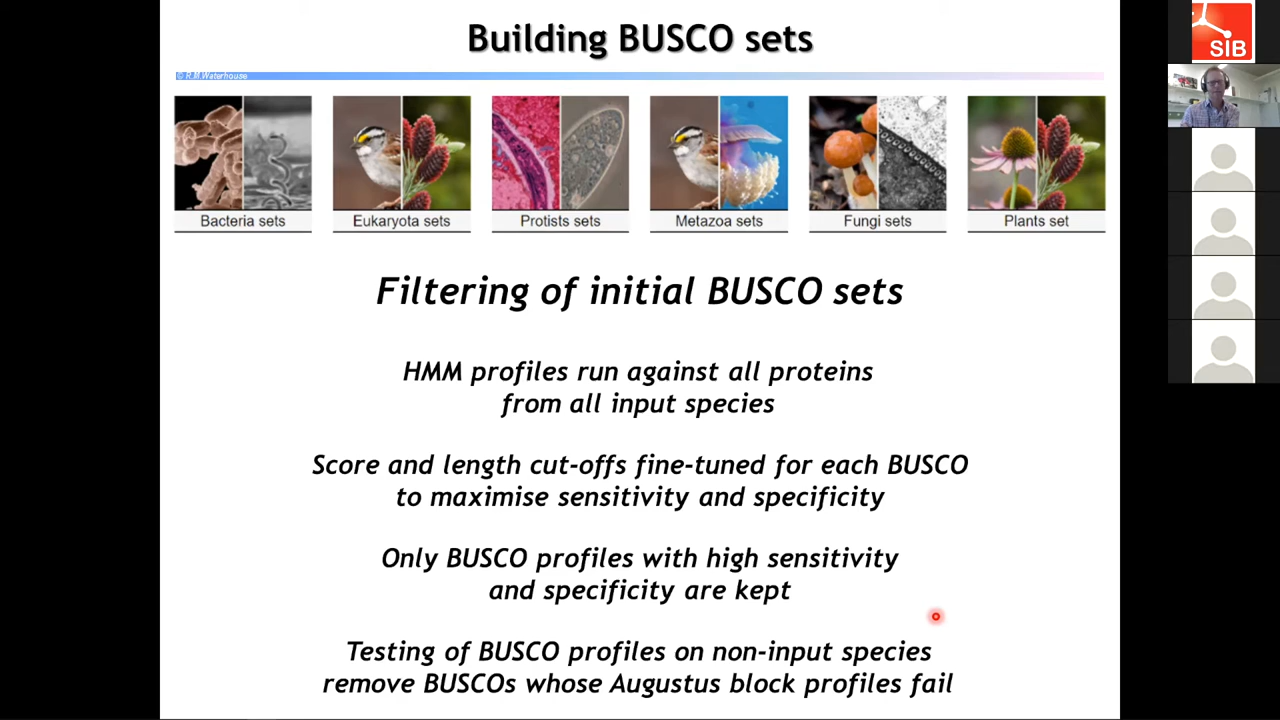 Building BUSCO sets
© R.M.Waterhouse
SIB
Bacteria sets
Eukaryota sets
Protists sets
Metazoa sets
Fungi sets
Plants set
Filtering of initial BUSCO sets
HMM profiles run against all proteins
from all input species
Score and length cut-offs fine-tuned for each BUSCO
to maximise sensitivity and specificity
Only BUSCO profiles with high sensitivity
and specificity are kept
Testing of BUSCO profiles on non-input species
remove BUSCOs whose Augustus block profiles fail